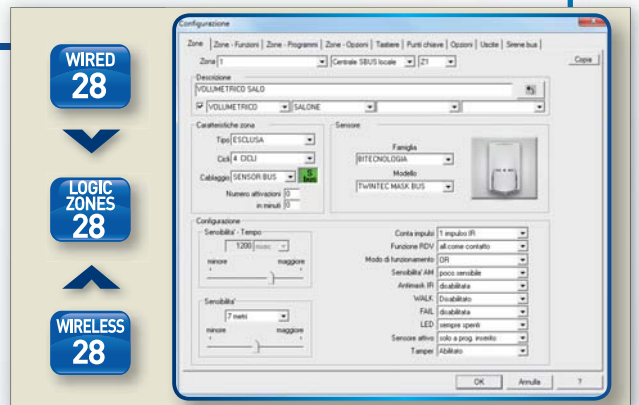 WIRED
28
LOGIC
ZONES
28
WIRELESS
28
Configurazione
Zone Zone - Funzioni Zone - Programmi Zone - Opzioni Tastiere Punti chiave Opzioni Uscite Sirene bus
Zona 1 Centrale SBUS locale Z1 Copia
Descrizione
VOLUMETRICO SALO
VOLUMETRICO SALONE
Caratteristiche zona
Tipo ESCLUSA
Cicli 4 CICLI
Cablaggio SENSOR BUS S bus
Numero attivazioni 0
in minuti 0
Sensore
Famiglia
BITECNOLOGIA
Modello
TWINTEC MASK BUS
Configurazione
Sensibilita' - Tempo
1200 msec
minore maggiore
Sensibilita'
7 metri
minore maggiore
Conta impulsi 1 impulso IR
Funzione RDV all.come contatto
Modo di funzionamento OR
Sensibilita' AM poco sensibile
Antimask IR disabilitata
WALK Disabilitato
FAIL disabilitata
LED sempre spenti
Sensore attivo solo a prog. inserito
Tamper Abilitato
OK Annulla ?